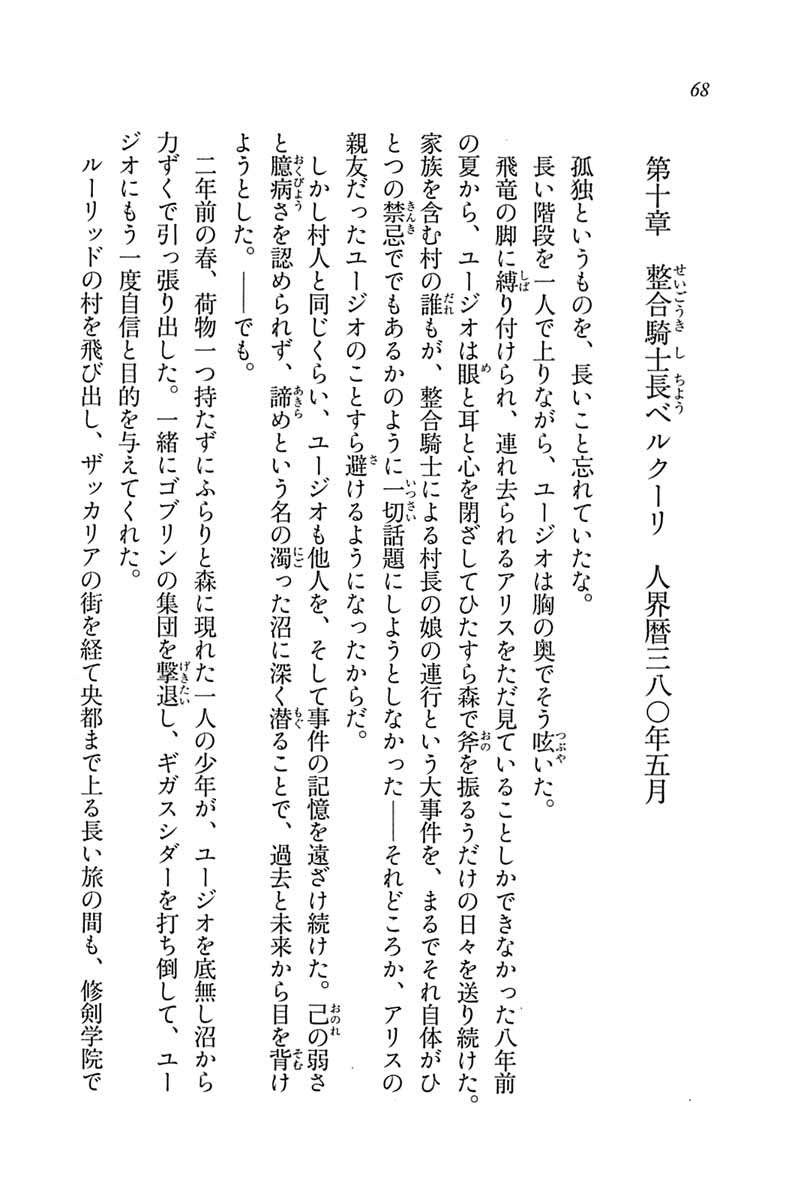 68
第十章　整合騎士長ベルクーリ　人界暦三八〇年五月
孤独というものを、長いこと忘れていたな。
長い階段を一人で上りながら、ユージオは胸の奥でそう呟いた。
飛竜の脚に縛り付けられ、連れ去られるアリスをただ見ていることしかできなかった八年前
の夏から、ユージオは眼と耳と心を閉ざしてひたすら森で斧を振るうだけの日々を送り続けた。
家族を含む村の誰もが、整合騎士による村長の娘の連行という大事件を、まるでそれ自体がひ
とつの禁忌ででもあるかのように一切話題にしようとしなかった――それどころか、アリスの
親友だったユージオのことすら避けるようになったからだ。
しかし村人と同じくらい、ユージオも他人を、そして事件の記憶を遠ざけ続けた。己の弱さ
と臆病さを認められず、諦めという名の濁った沼に深く潜ることで、過去と未来から目を背け
ようとした。――でも。
二年前の春、荷物一つ持たずにふらりと森に現れた一人の少年が、ユージオを底無し沼から
力ずくで引っ張り出した。一緒にゴブリンの集団を撃退し、ギガスシダーを打ち倒して、ユー
ジオにもう一度自信と目的を与えてくれた。
ルーリッドの村を飛び出し、ザッカリアの街を経て央都まで上る長い旅の間も、修剣学院で